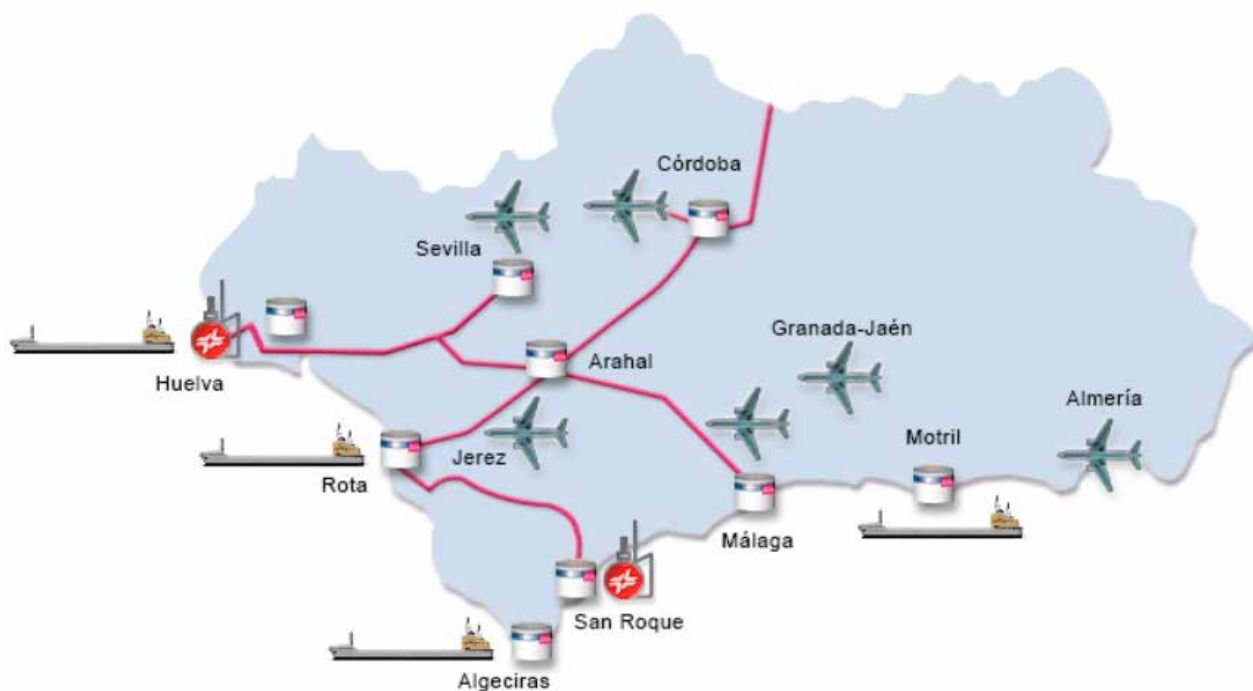 Córdoba
Sevilla
Granada-Jaén
Huelva
Arahal
Almería
Motril
Jerez
Rota
Málaga
San Roque
Algeciras